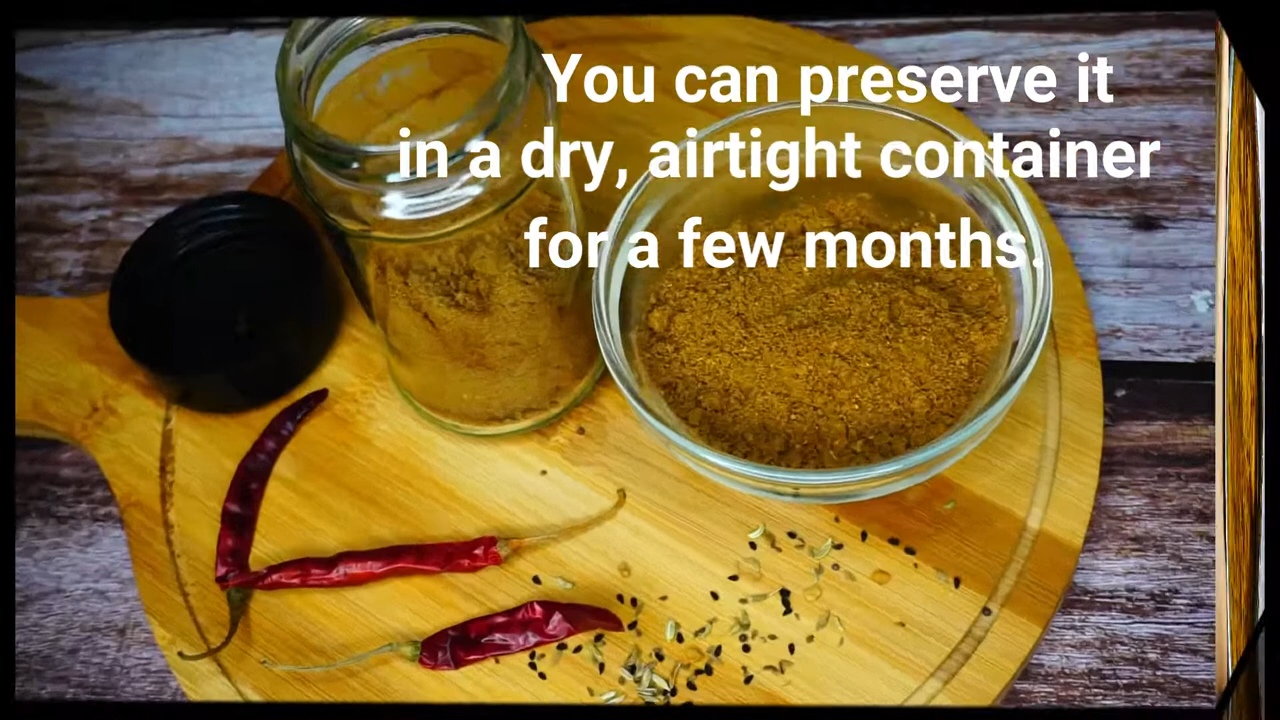 You can preserve it
in a dry, airtight container
for a few months.